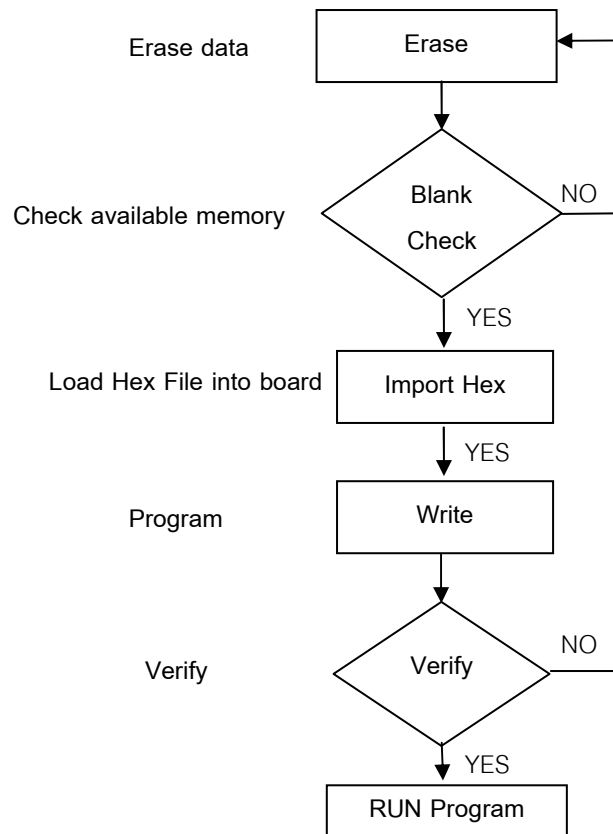 Erase data
Erase
Check available memory
Blank
Check
NO
YES
Load Hex File into board
Import Hex
YES
Program
Write
Verify
Verify
NO
YES
RUN Program